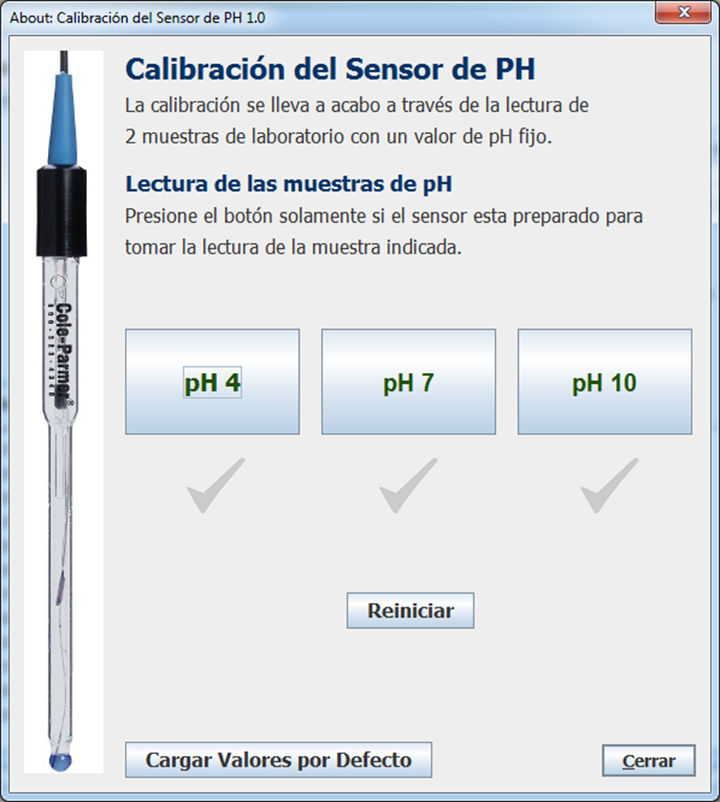 About: Calibración del Sensor de PH 1.0
Calibración del Sensor de PH
La calibración se lleva a acabo a través de la lectura de
2 muestras de laboratorio con un valor de pH fijo.
Lectura de las muestras de pH
Presione el botón solamente si el sensor esta preparado para
tomar la lectura de la muestra indicada.
Cole-Parmer®
pH 4
pH 7
pH 10
Reiniciar
Cargar Valores por Defecto
Cerrar